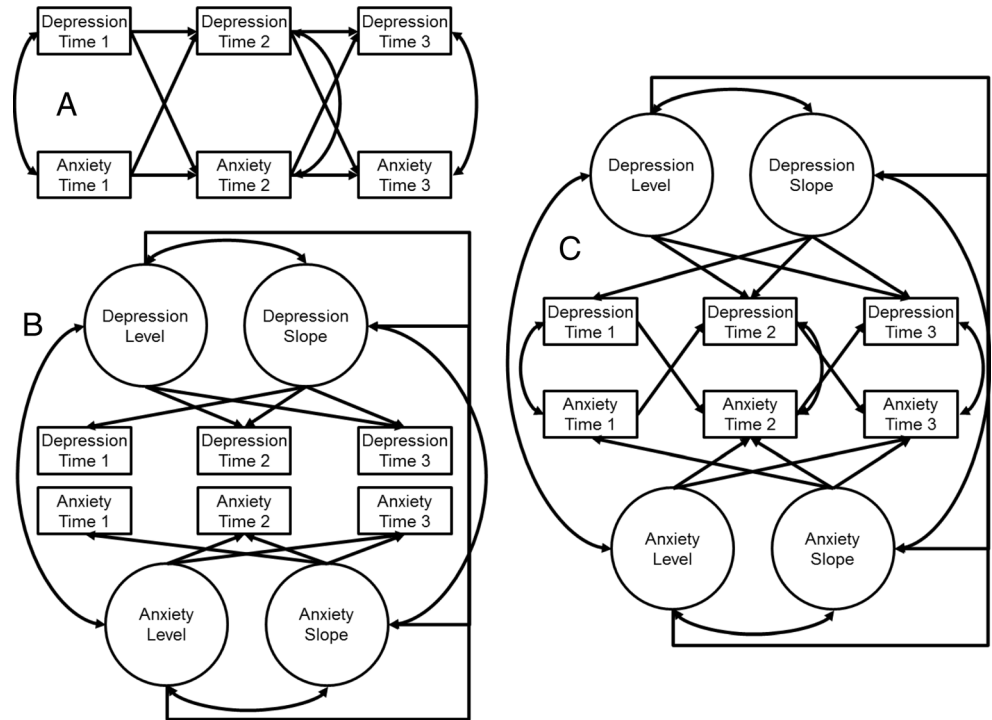 Depression
Time 1
Depression
Time 2
Depression
Time 3
A
Anxiety
Time 1
Anxiety
Time 2
Anxiety
Time 3
B
Depression
Level
Depression
Slope
Depression
Time 1
Depression
Time 2
Depression
Time 3
Anxiety
Time 1
Anxiety
Time 2
Anxiety
Time 3
Anxiety
Level
Anxiety
Slope
C
Depression
Level
Depression
Slope
Depression
Time 1
Depression
Time 2
Depression
Time 3
Anxiety
Time 1
Anxiety
Time 2
Anxiety
Time 3
Anxiety
Level
Anxiety
Slope